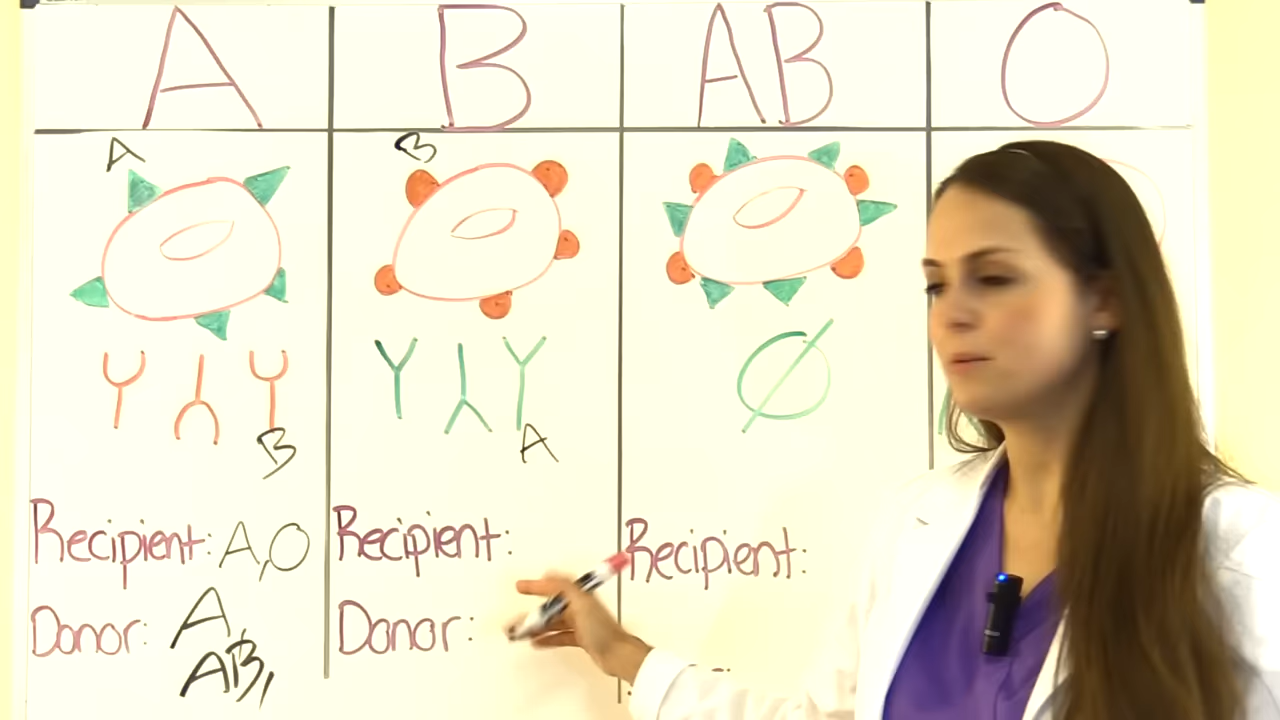 A B AB O
A B
B A
Recipient: A,O Recipient: Recipient:
Donor: A, Donor:
AB,